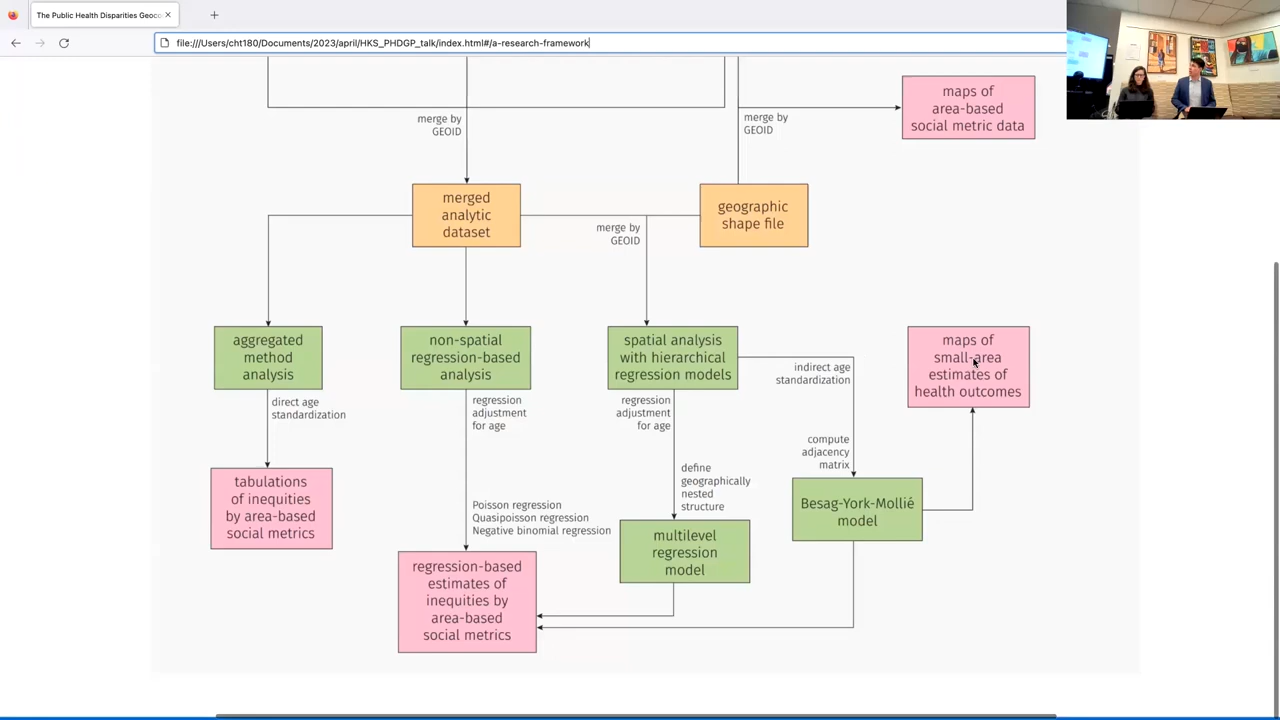 The Public Health Disparities Geoco
file:///Users/cht180/Documents/2023/april/HKS_PHDGP_talk/index.html#/a-research-framework
maps of
area-based
social metric data
merge by
GEOID
merge by
GEOID
merged
analytic
dataset
geographic
shape file
merge by
GEOID
aggregated
method
analysis
non-spatial
regression-based
analysis
spatial analysis
with hierarchical
regression models
maps of
small-area
estimates of
health outcomes
indirect age
standardization
direct age
standardization
regression
adjustment
for age
regression
adjustment
for age
compute
adjacency
matrix
define
geographically
nested
structure
tabulations
of inequities
by area-based
social metrics
Poisson regression
Quasipoisson regression
Negative binomial regression
Besag-York-Mollié
model
multilevel
regression
model
regression-based
estimates of
inequities by
area-based
social metrics